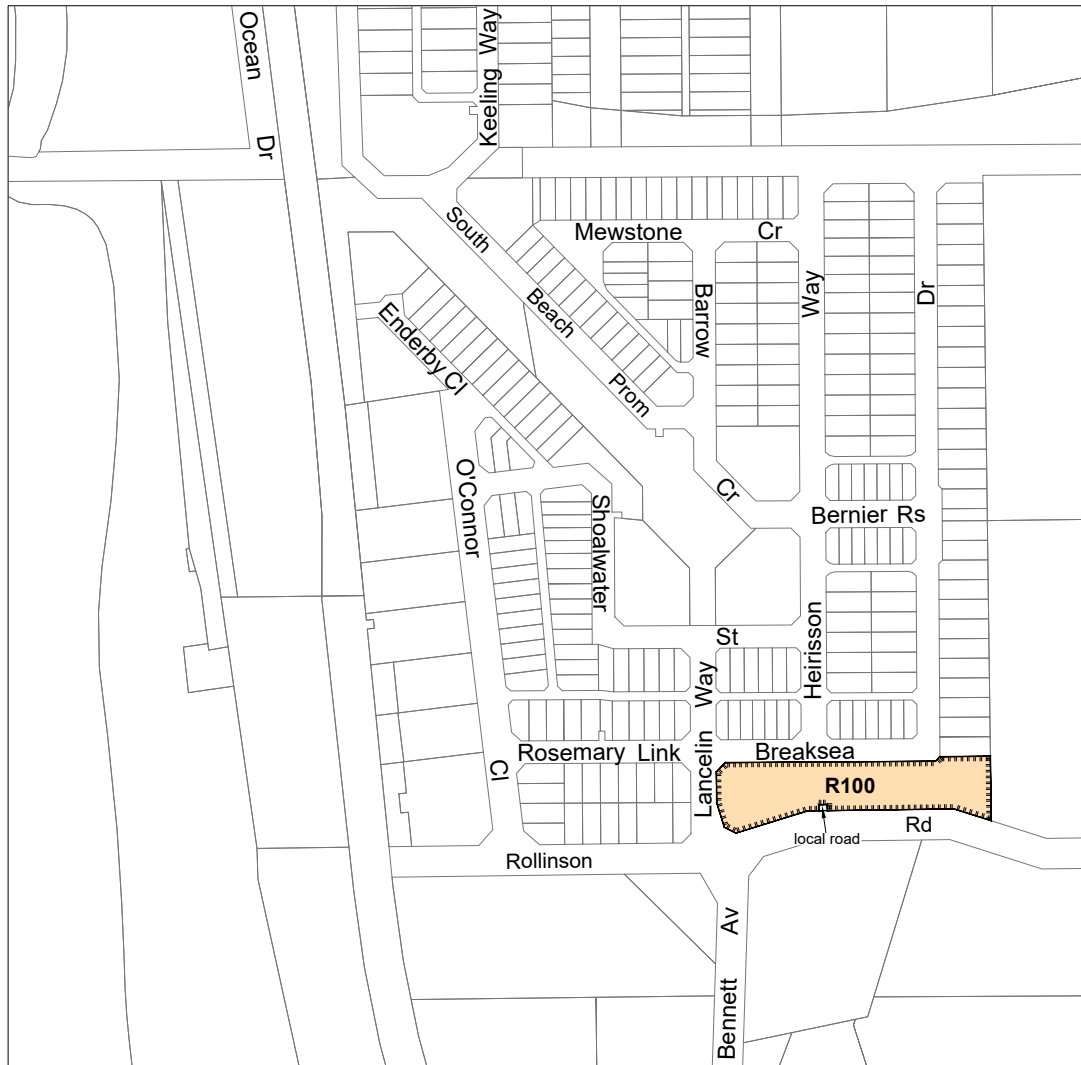 Ocean
Dr
Keeling Way
South
Beach
Prom
Mewstone Cr
Barrow
Way
Dr
Enderby Cl
O'Connor
Cr
Bernier Rs
Shoalwater
St
Heirisson
Way
Lancelin
Rosemary Link
Breaksea
Cl
R100
local road
Rd
Rollinson
Bennett Av